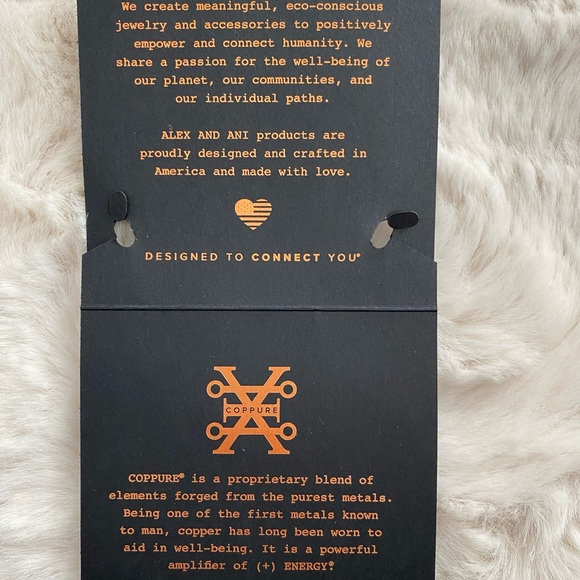 We create meaningful, eco-conscious
jewelry and accessories to positively
empower and connect humanity. We
share a passion for the well-being of
our planet, our communities, and
our individual paths.
ALEX AND ANI products are
proudly designed and crafted in
America and made with love.
DESIGNED TO CONNECT YOU®
COPPURE
COPPURE® is a proprietary blend of
elements forged from the purest metals.
Being one of the first metals known
to man, copper has long been worn to
aid in well-being. It is a powerful
amplifier of (+) ENERGY®